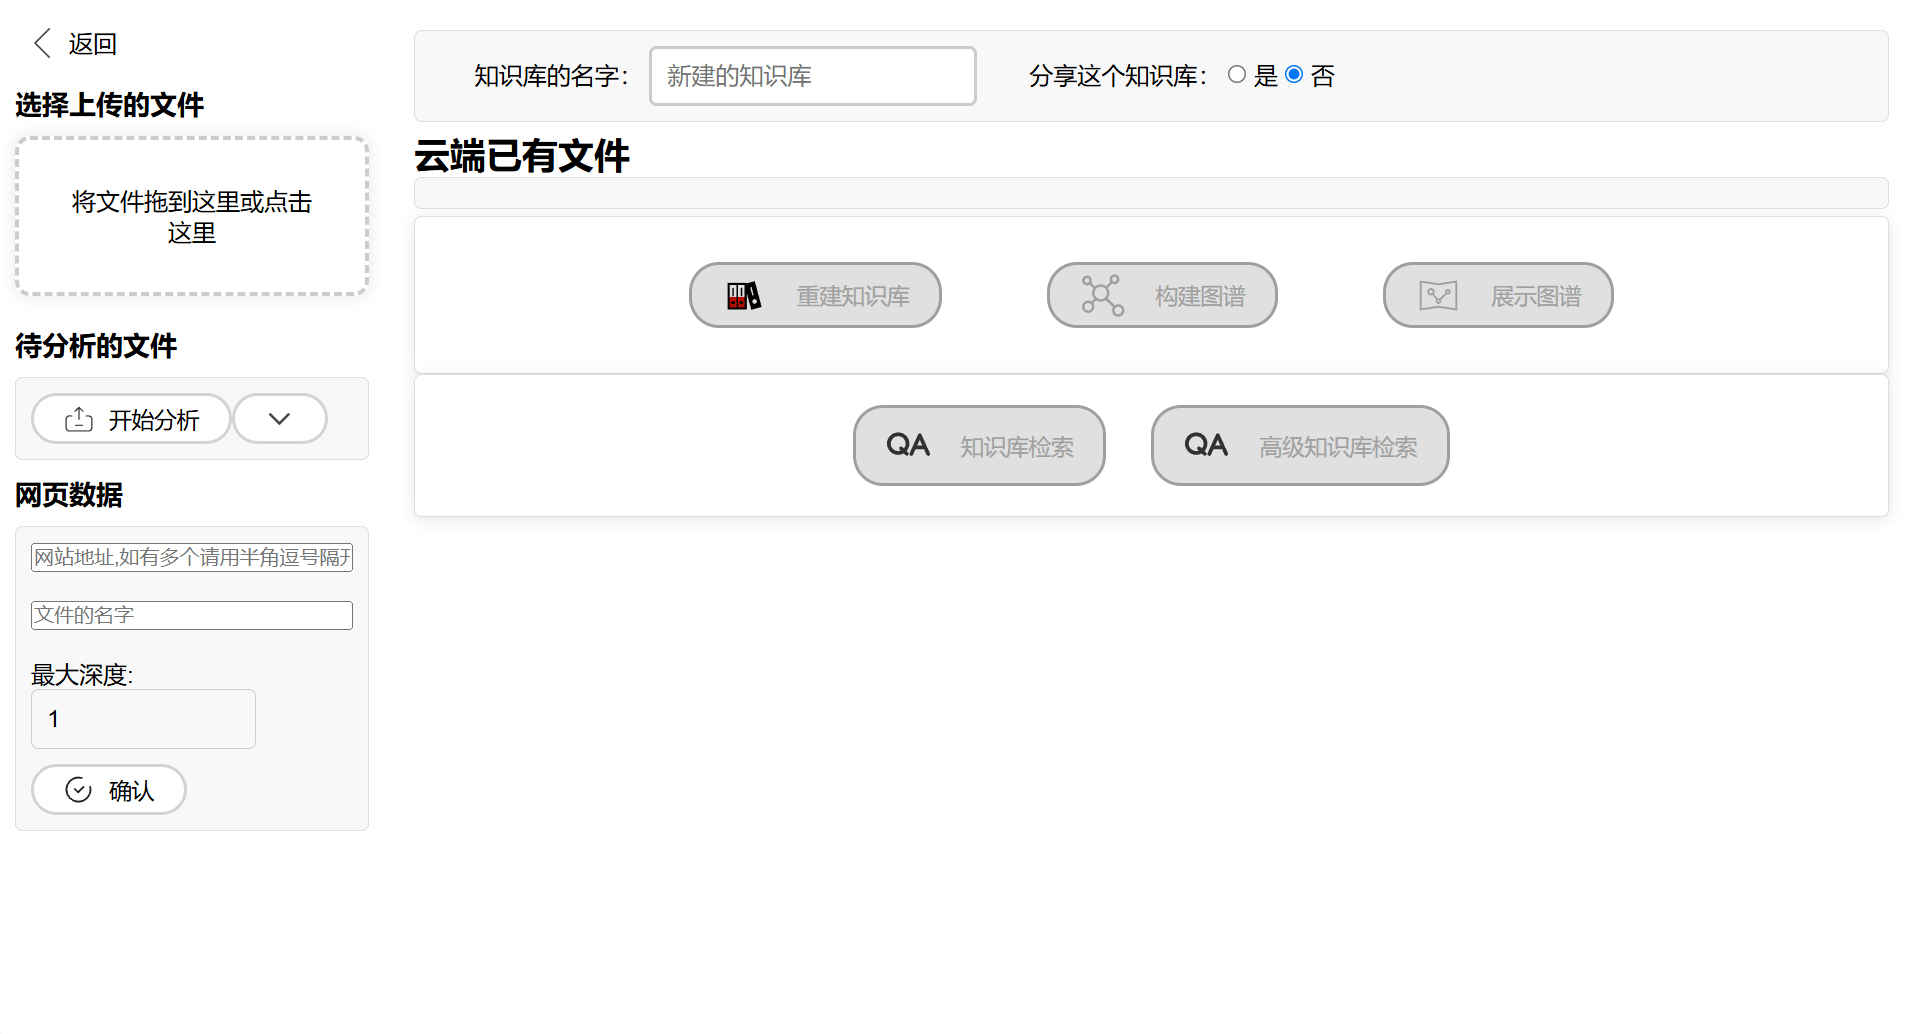 返回
选择上传的文件
将文件拖到这里或点击
这里
待分析的文件
开始分析
网页数据
网站地址,如有多个请用半角逗号隔开
文件的名字
最大深度:
1
确认
知识库的名字：
新建的知识库
分享这个知识库： 是 否
云端已有文件
重建知识库
构建图谱
展示图谱
QA 知识库检索
QA 高级知识库检索